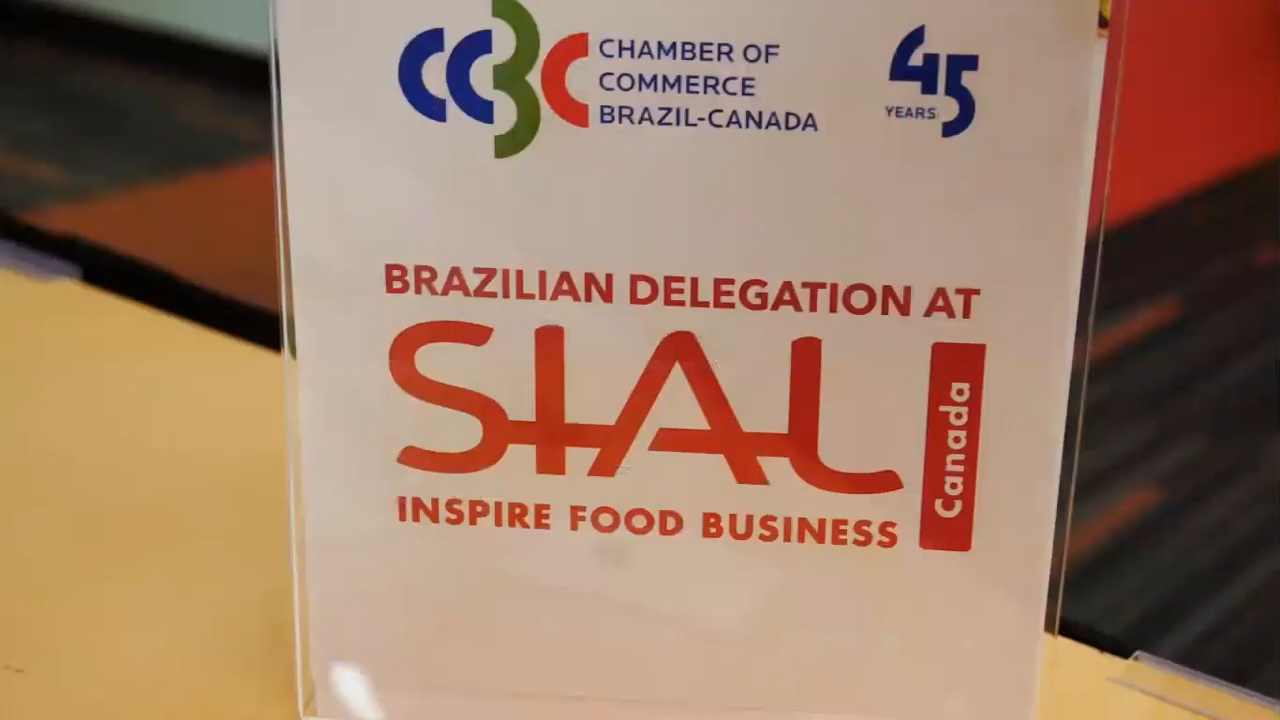 CCBC
CHAMBER OF
COMMERCE
BRAZIL-CANADA
45
YEARS
BRAZILIAN DELEGATION AT
SIAL
Canada
INSPIRE FOOD BUSINESS